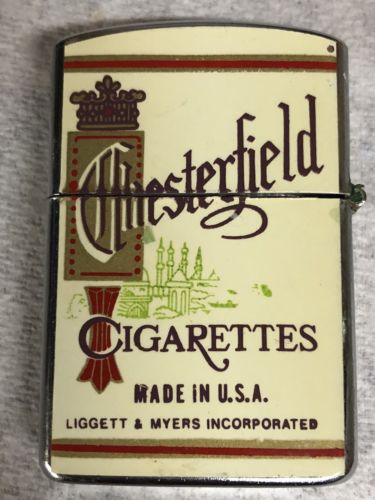 Chesterfield
CIGARETTES
MADE IN U.S.A.
LIGGETT & MYERS INCORPORATED